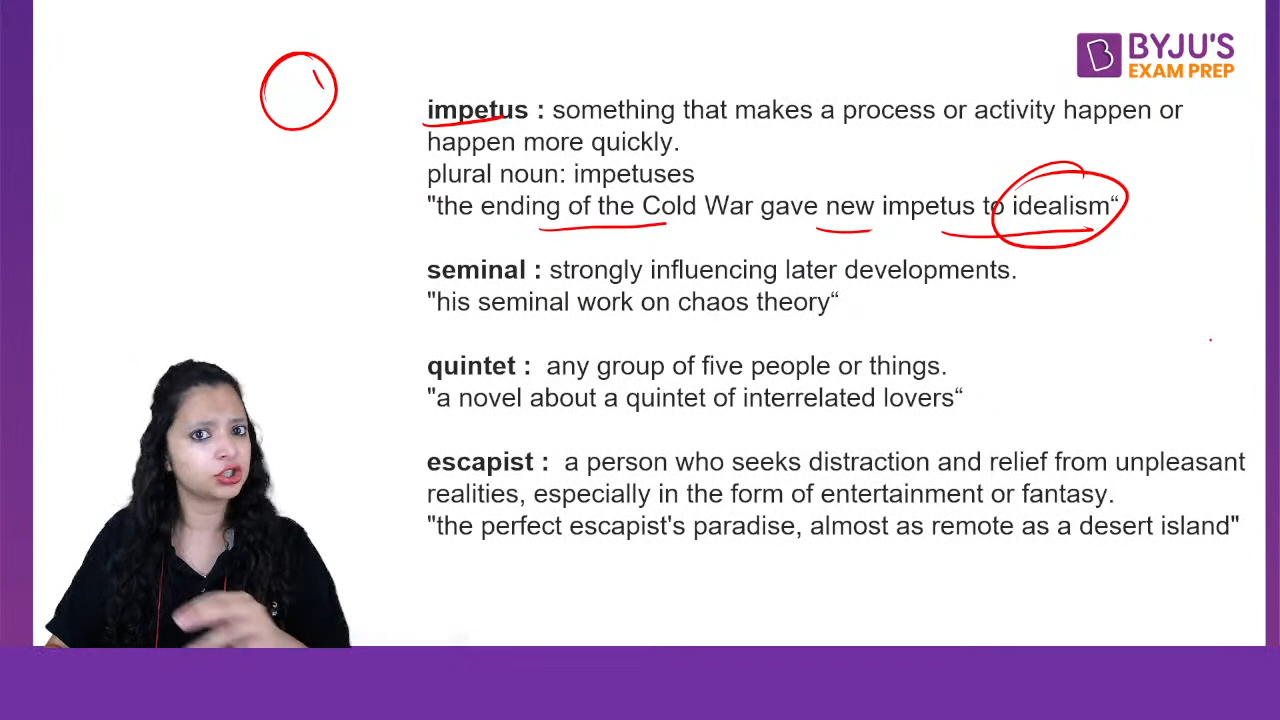 BYJU'S
EXAM PREP
impetus : something that makes a process or activity happen or
happen more quickly.
plural noun: impetuses
"the ending of the Cold War gave new impetus to idealism“
seminal : strongly influencing later developments.
"his seminal work on chaos theory“
quintet : any group of five people or things.
"a novel about a quintet of interrelated lovers“
escapist : a person who seeks distraction and relief from unpleasant
realities, especially in the form of entertainment or fantasy.
"the perfect escapist's paradise, almost as remote as a desert island"